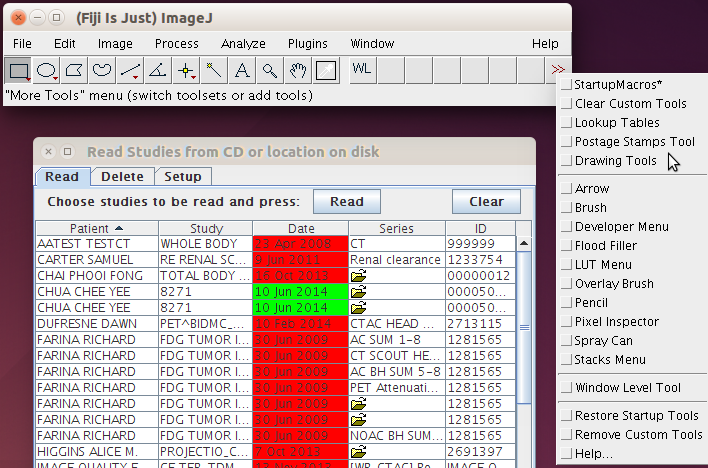 (Fiji Is Just) ImageJ
File Edit Image Process Analyze Plugins Window Help
WL >>
"More Tools" menu (switch toolsets or add tools)
StartupMacros*
Clear Custom Tools
Lookup Tables
Postage Stamps Tool
Drawing Tools
Arrow
Brush
Developer Menu
Flood Filler
LUT Menu
Overlay Brush
Pencil
Pixel Inspector
Spray Can
Stacks Menu
Window Level Tool
Restore Startup Tools
Remove Custom Tools
Help...
Read Studies from CD or location on disk
Read Delete Setup
Choose studies to be read and press: Read Clear
Patient Study Date Series ID
AATEST TESTCT WHOLE BODY 23 Apr 2008 CT 999999
CARTER SAMUEL RE RENAL SC... 9 Jun 2011 Renal clearance 1233754
CHAI PHOOI FONG TOTAL BODY ... 16 Oct 2013 00000012
CHUA CHEE YEE 8271 10 Jun 2014 000050...
CHUA CHEE YEE 8271 10 Jun 2014 000050...
DUFRESNE DAWN PET^BIDMC_... 10 Feb 2014 CTAC HEAD ... 2713115
FARINA RICHARD FDG TUMOR I... 30 Jun 2009 AC SUM 1-8 1281565
FARINA RICHARD FDG TUMOR I... 30 Jun 2009 CT SCOUT HE... 1281565
FARINA RICHARD FDG TUMOR I... 30 Jun 2009 AC BH SUM 5-8 1281565
FARINA RICHARD FDG TUMOR I... 30 Jun 2009 PET Attenuati... 1281565
FARINA RICHARD FDG TUMOR I... 30 Jun 2009 1281565
FARINA RICHARD FDG TUMOR I... 30 Jun 2009 1281565
FARINA RICHARD FDG TUMOR I... 30 Jun 2009 NOAC BH SUM... 1281565
HIGGINS ALICE M. PROJECTIO_C... 7 Oct 2013 2691397